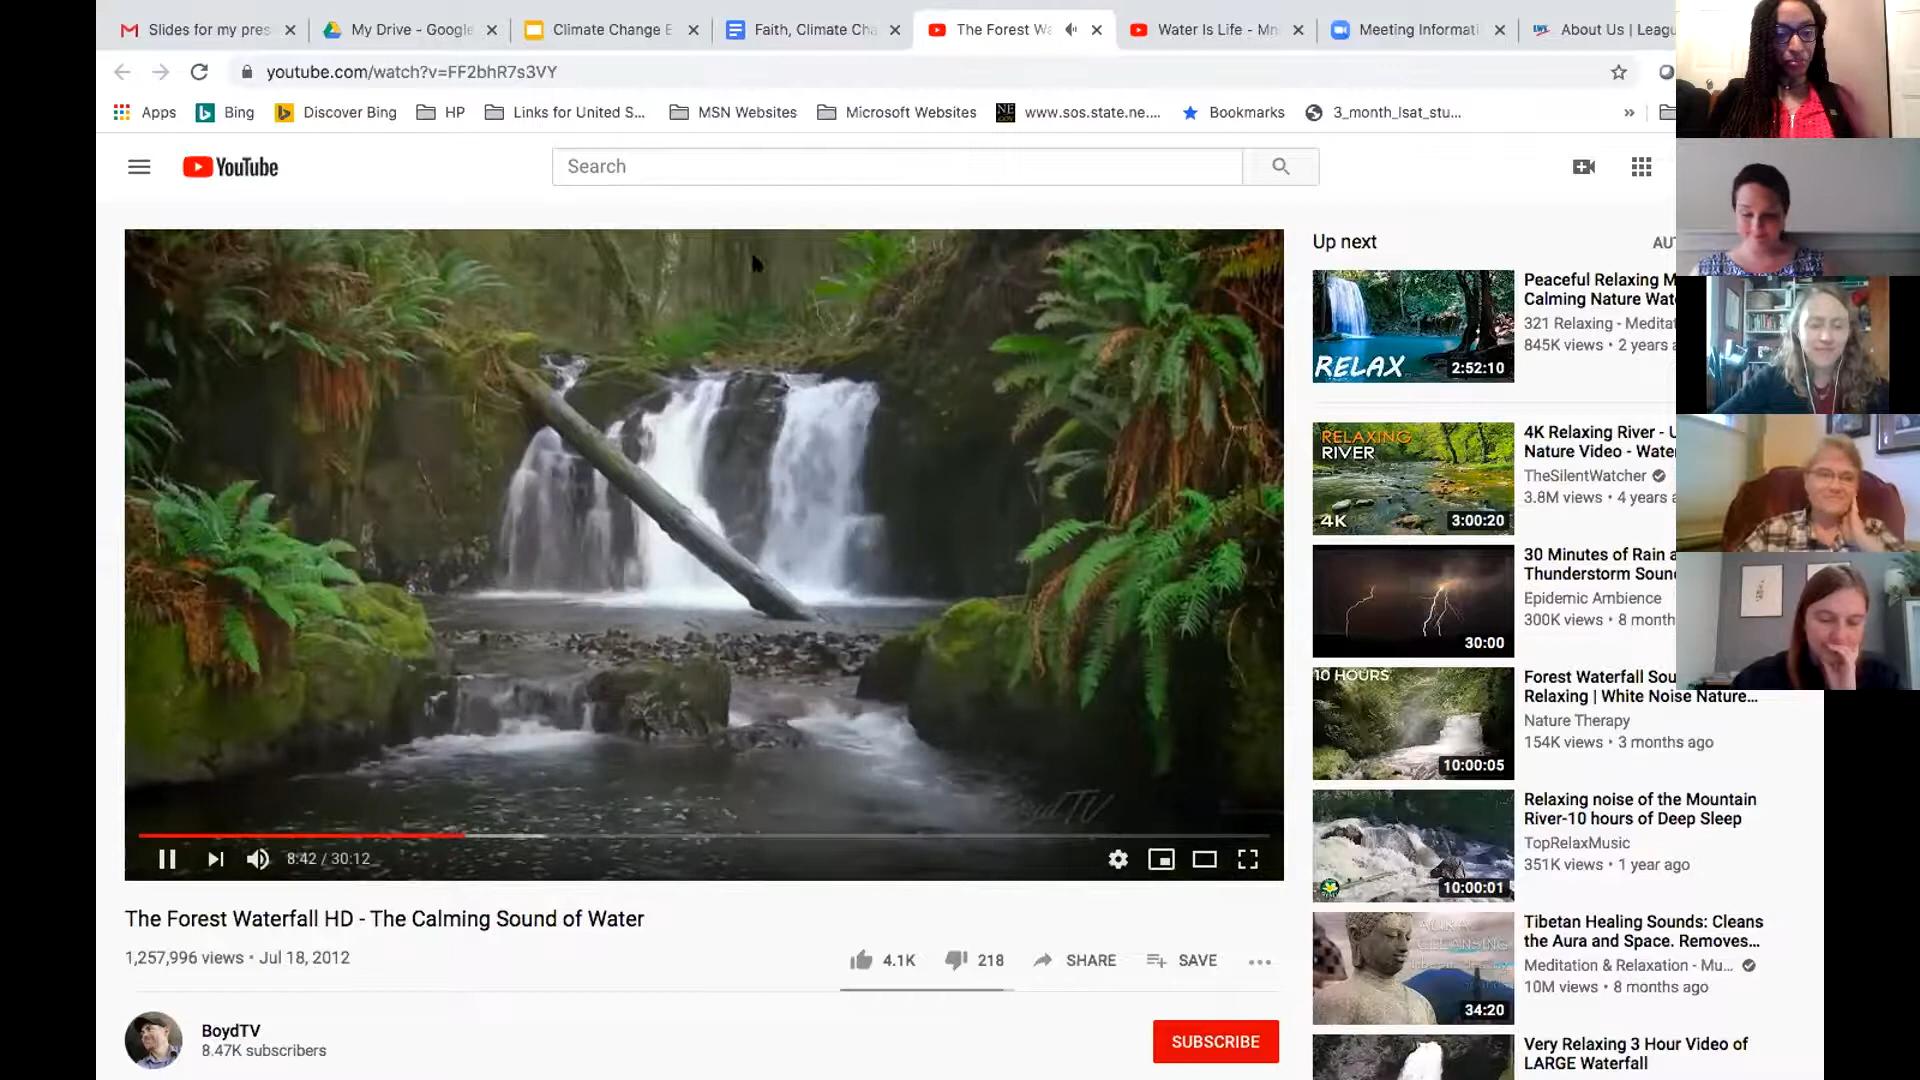 Slides for my pres
My Drive - Google
Climate Change E
Faith, Climate Cha
The Forest Wa
Water Is Life - Mn
Meeting Informati
LWV
About Us | Leagu
youtube.com/watch?v=FF2bhR7s3VY
Apps
Bing
Discover Bing
HP
Links for United S...
MSN Websites
Microsoft Websites
www.sos.state.ne....
Bookmarks
3_month_lsat_stu...
»
YouTube
Search
BoydTV
8:42 / 30:12
The Forest Waterfall HD - The Calming Sound of Water
1,257,996 views • Jul 18, 2012
4.1K
218
SHARE
SAVE
BoydTV
8.47K subscribers
SUBSCRIBE
Up next
AUT
RELAX
2:52:10
Peaceful Relaxing M
Calming Nature Wat
321 Relaxing - Meditat
845K views • 2 years a
RELAXING
RIVER
4K
3:00:20
4K Relaxing River - U
Nature Video - Wate
TheSilentWatcher
3.8M views • 4 years a
30:00
30 Minutes of Rain a
Thunderstorm Soun
Epidemic Ambience
300K views • 8 month
10 HOURS
10:00:05
Forest Waterfall Sou
Relaxing | White Noise Nature...
Nature Therapy
154K views • 3 months ago
10:00:01
Relaxing noise of the Mountain
River-10 hours of Deep Sleep
TopRelaxMusic
351K views • 1 year ago
AURA
CLEANSING
34:20
Tibetan Healing Sounds: Cleans
the Aura and Space. Removes...
Meditation & Relaxation - Mu...
10M views • 8 months ago
Very Relaxing 3 Hour Video of
LARGE Waterfall